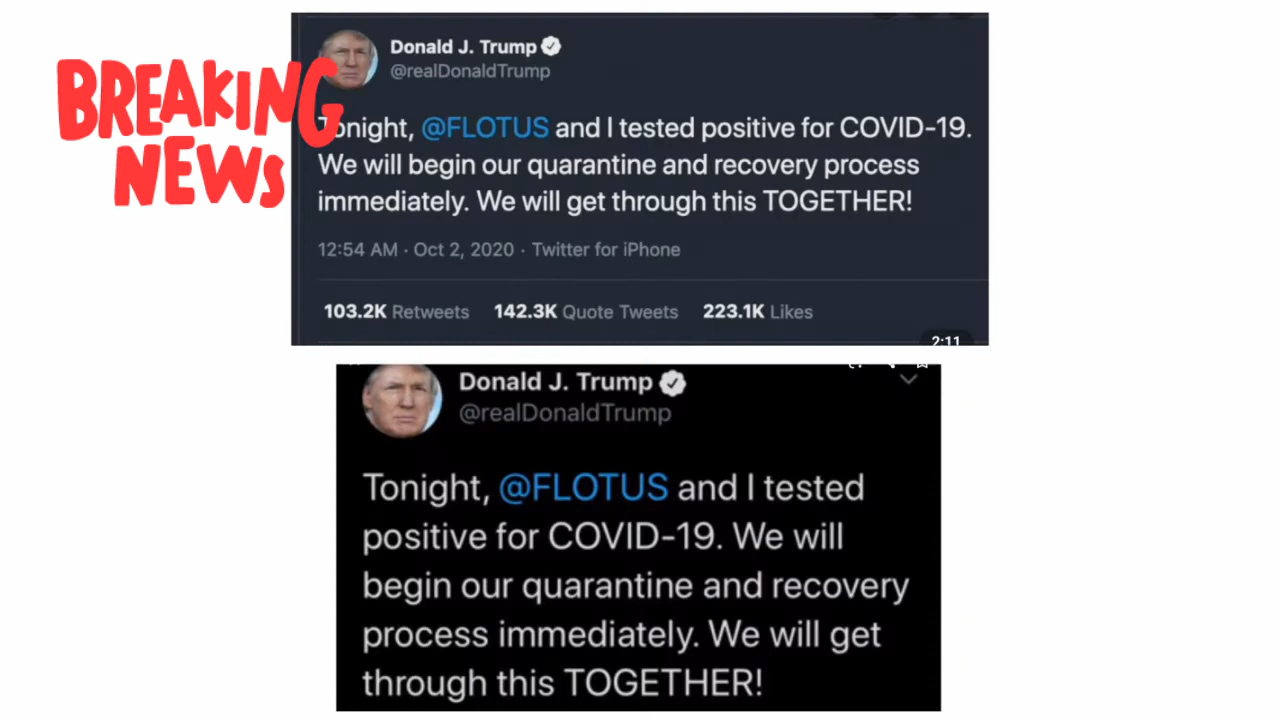 BREAKING
NEWS
Donald J. Trump
@realDonaldTrump
Tonight, @FLOTUS and I tested positive for COVID-19.
We will begin our quarantine and recovery process
immediately. We will get through this TOGETHER!
12:54 AM · Oct 2, 2020 · Twitter for iPhone
103.2K Retweets 142.3K Quote Tweets 223.1K Likes
2:11
Donald J. Trump
@realDonaldTrump
Tonight, @FLOTUS and I tested
positive for COVID-19. We will
begin our quarantine and recovery
process immediately. We will get
through this TOGETHER!